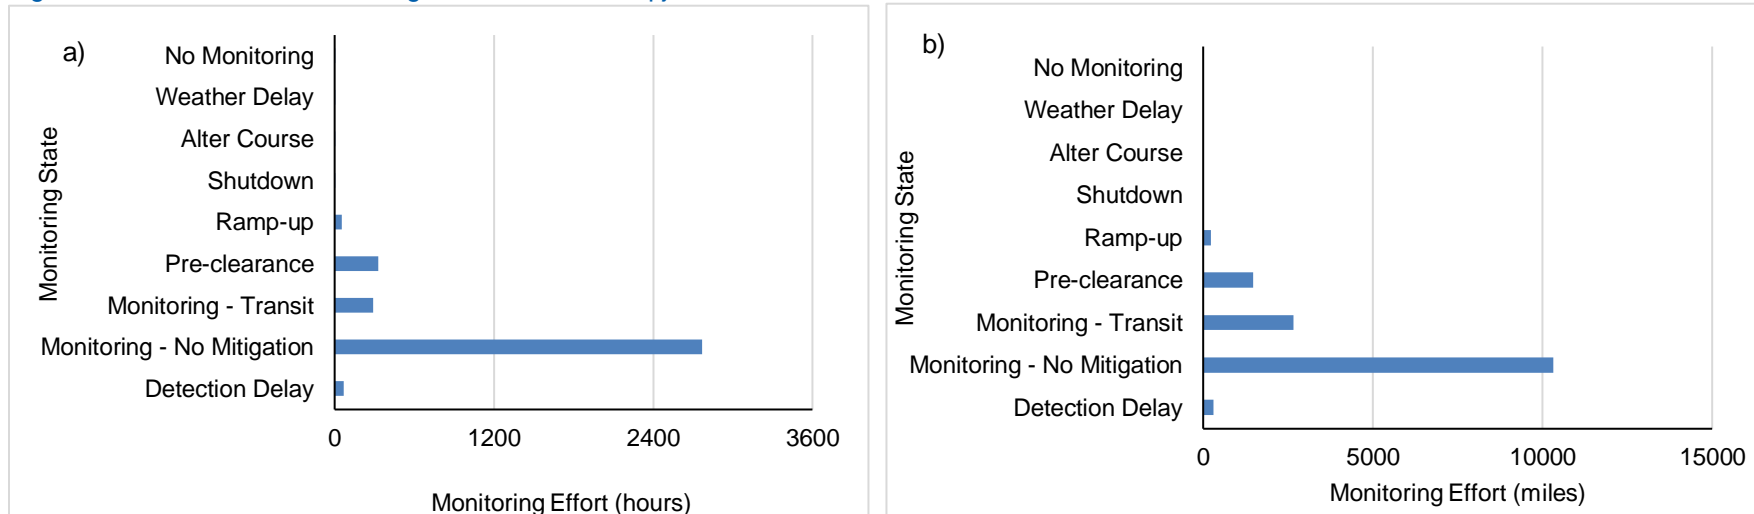 a)
No Monitoring
Weather Delay
Alter Course
Shutdown
Ramp-up
Pre-clearance
Monitoring - Transit
Monitoring - No Mitigation
Detection Delay
Monitoring State
0 1200 2400 3600
Monitoring Effort (hours)
b)
No Monitoring
Weather Delay
Alter Course
Shutdown
Ramp-up
Pre-clearance
Monitoring - Transit
Monitoring - No Mitigation
Detection Delay
Monitoring State
0 5000 10000 15000
Monitoring Effort (miles)